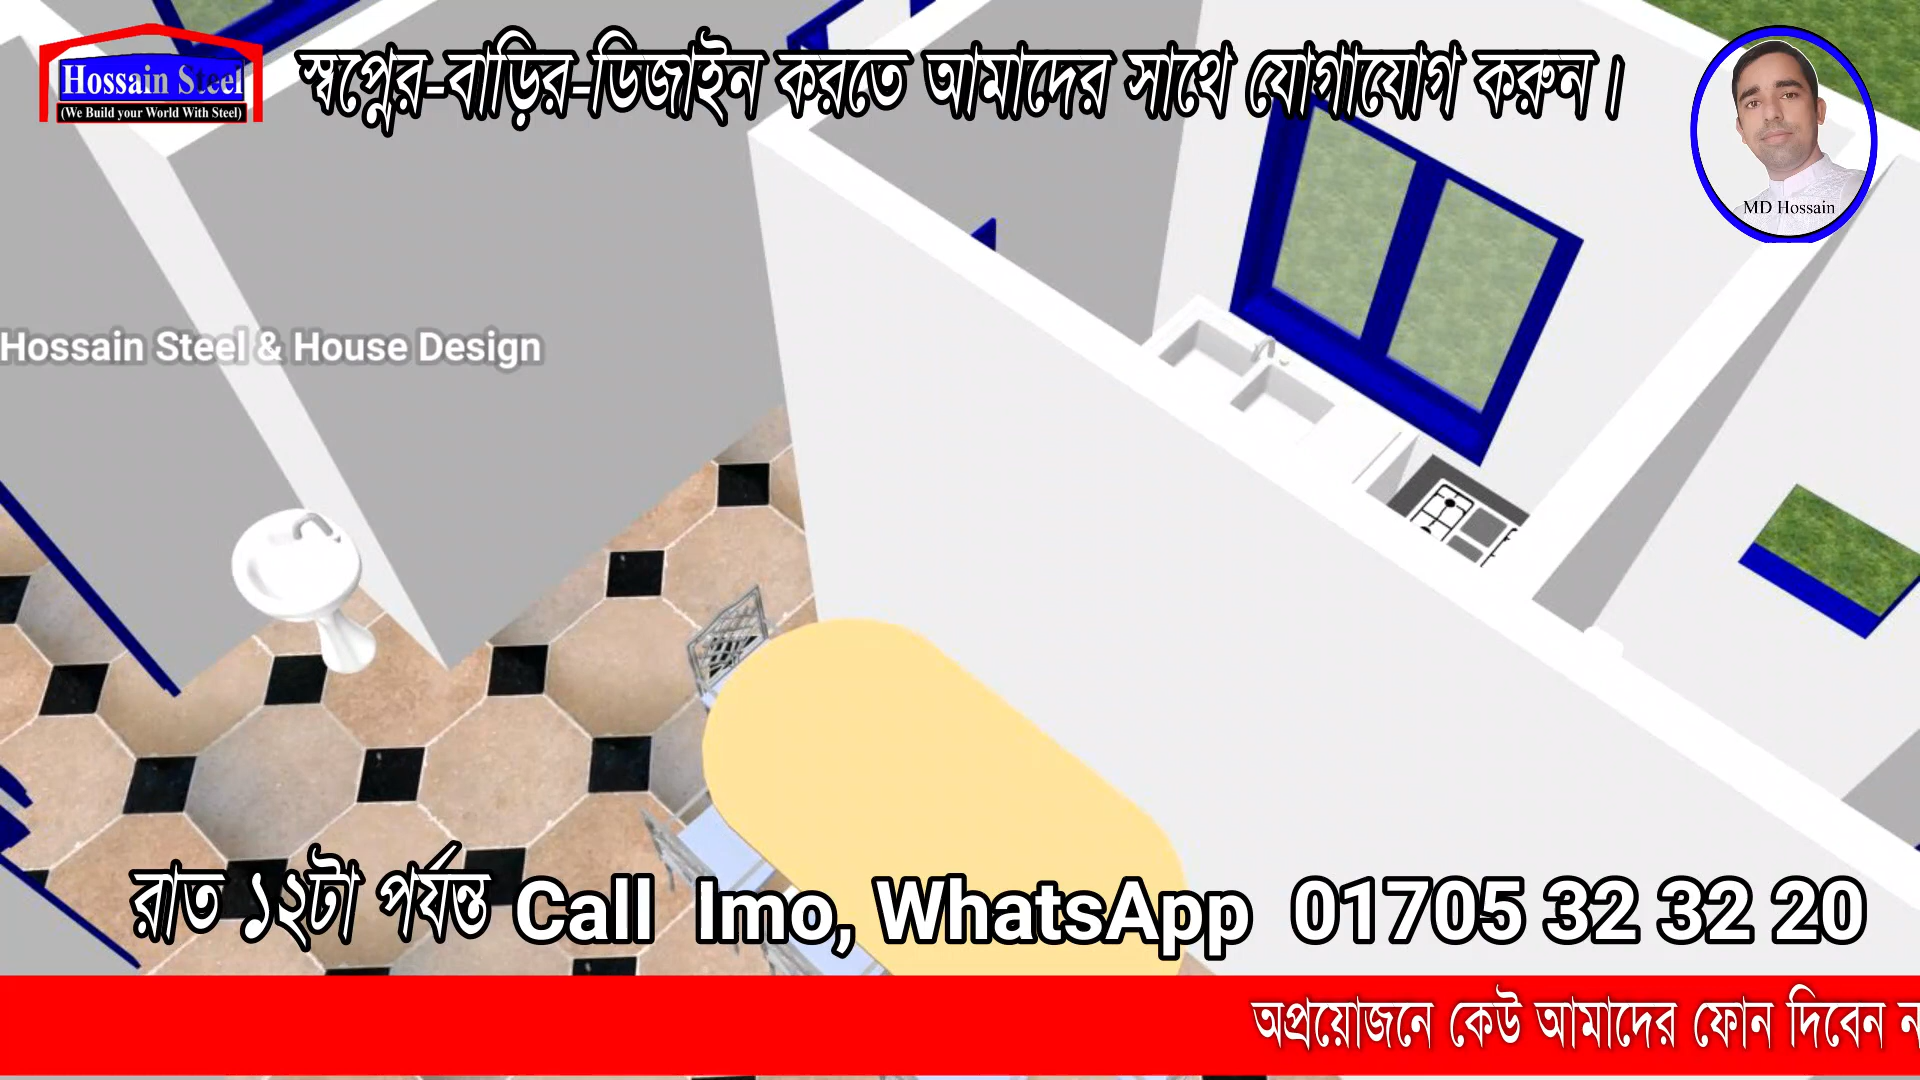 Hossain Steel
(We Build your World With Steel)
স্বপ্নের-বাড়ির-ডিজাইন করতে আমাদের সাথে যোগাযোগ করুন।
MD Hossain
Hossain Steel & House Design
রাত ১২টা পর্যন্ত Call Imo, WhatsApp 01705 32 32 20
অপ্রয়োজনে কেউ আমাদের ফোন দিবেন